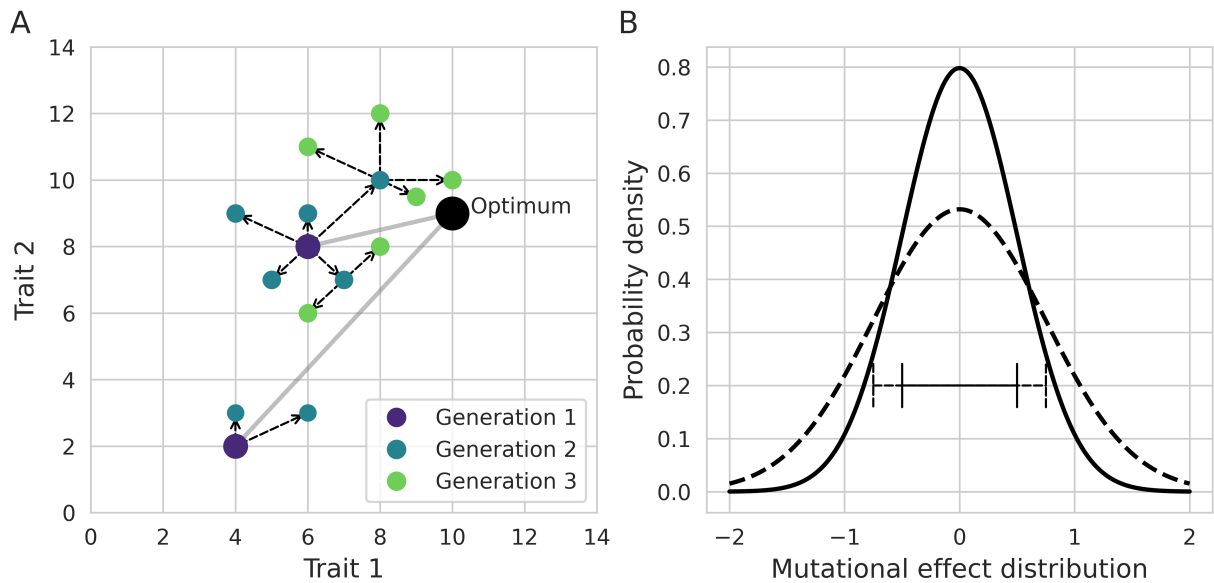 A
14
12
10
8
6
4
2
0
Trait 2
0 2 4 6 8 10 12 14
Trait 1
Optimum
Generation 1
Generation 2
Generation 3
B
0.8
0.7
0.6
0.5
0.4
0.3
0.2
0.1
0.0
Probability density
−2 −1 0 1 2
Mutational effect distribution